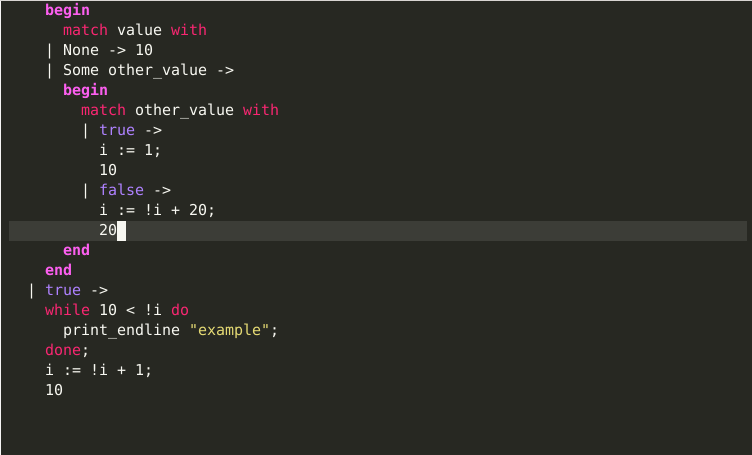 begin
match value with
| None -> 10
| Some other_value ->
begin
match other_value with
| true ->
i := 1;
10
| false ->
i := !i + 20;
20
end
end
| true ->
while 10 < !i do
print_endline "example";
done;
i := !i + 1;
10